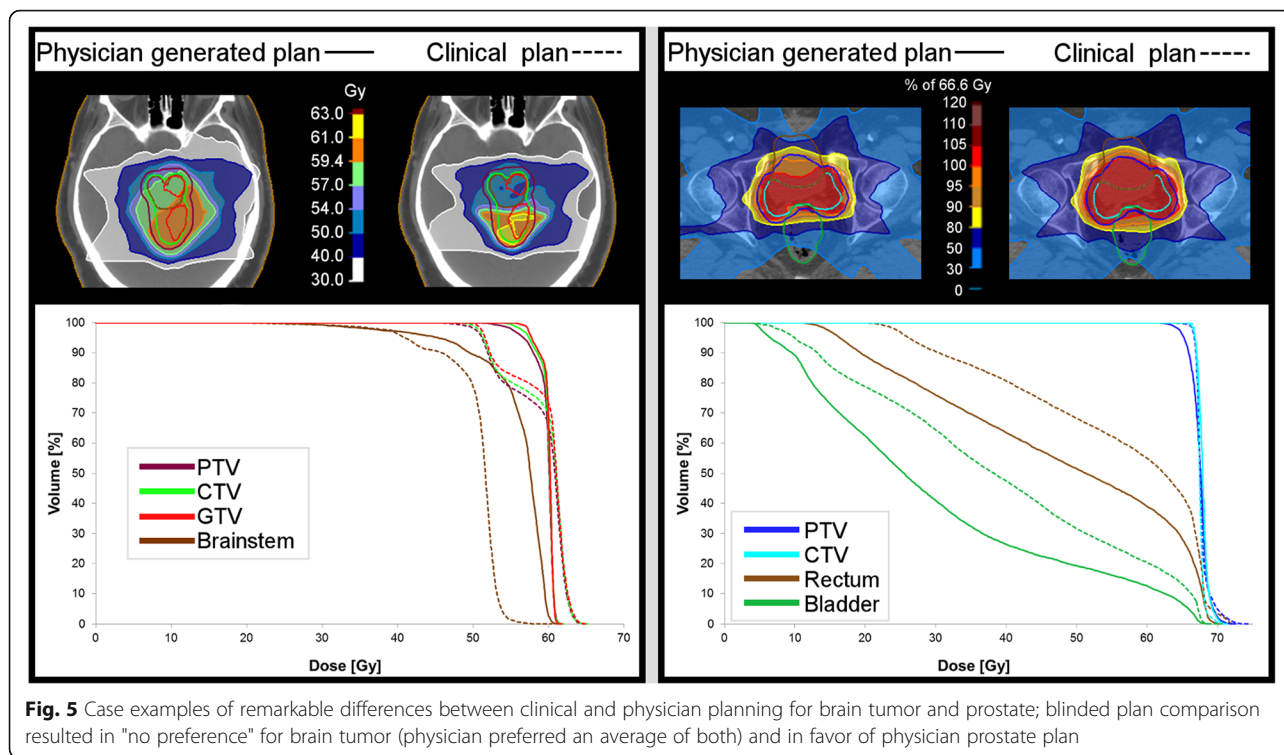 Physician generated plan
Clinical plan
Gy
63.0
61.0
59.4
57.0
54.0
50.0
40.0
30.0
100
90
80
70
60
50
40
30
20
10
0
Volume [%]
PTV
CTV
GTV
Brainstem
0 10 20 30 40 50 60 70
Dose [Gy]
Physician generated plan
Clinical plan
% of 66.6 Gy
120
110
105
100
95
90
80
50
30
0
100
90
80
70
60
50
40
30
20
10
0
Volume [%]
PTV
CTV
Rectum
Bladder
0 10 20 30 40 50 60 70
Dose [Gy]
Fig. 5 Case examples of remarkable differences between clinical and physician planning for brain tumor and prostate; blinded plan comparison
resulted in "no preference" for brain tumor (physician preferred an average of both) and in favor of physician prostate plan